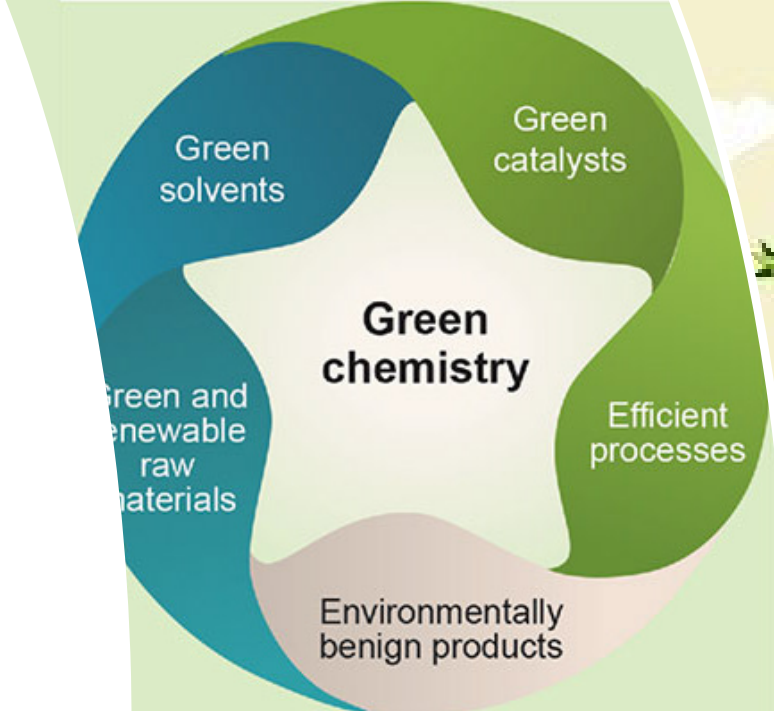 Green
solvents
Green
catalysts
Green
chemistry
Efficient
processes
reen and
enewable
raw
aterials
Environmentally
benign products